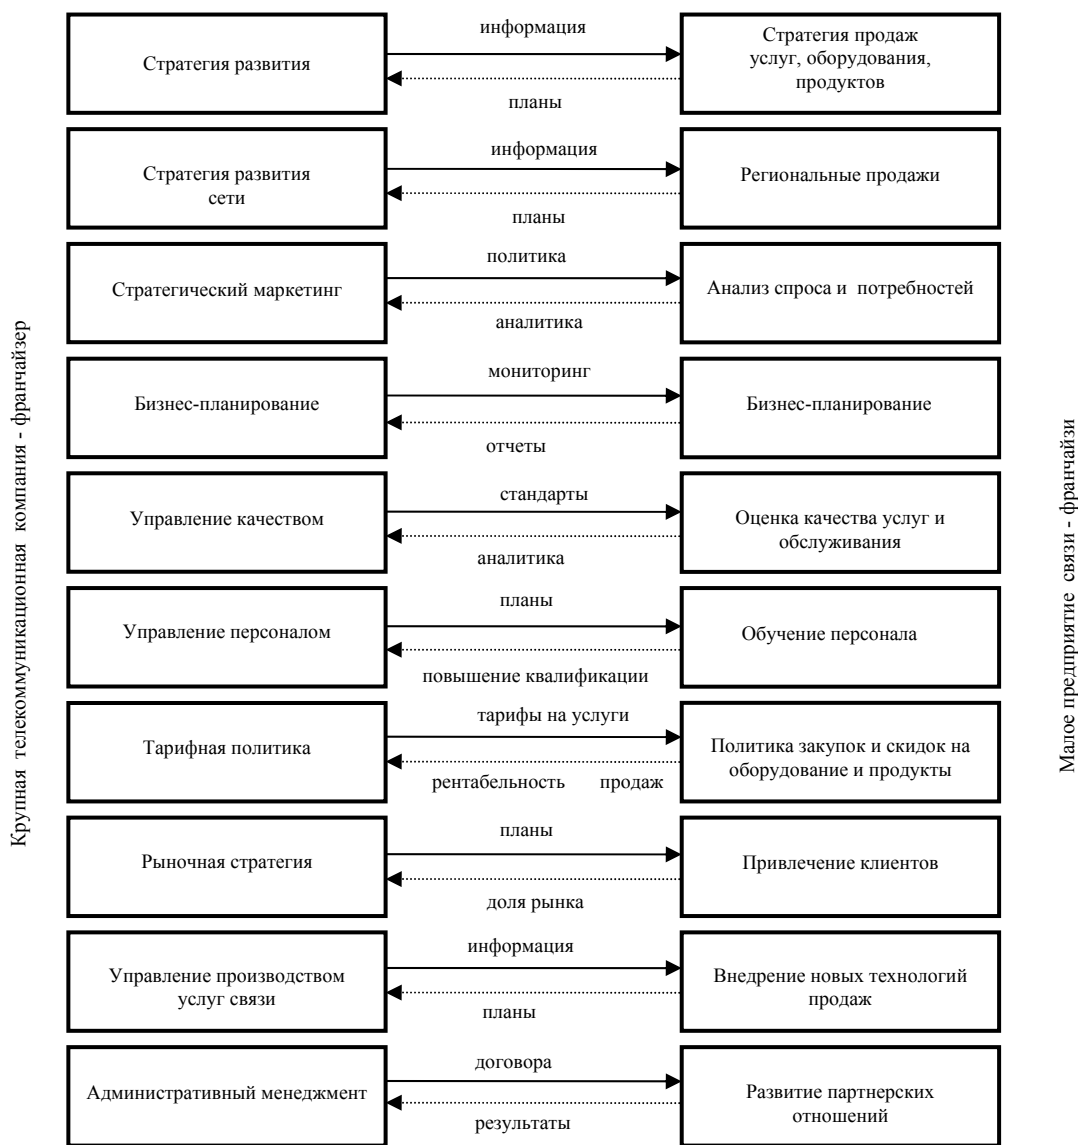 информация
Стратегия развития
Стратегия продаж
услуг, оборудования,
продуктов
планы
информация
Стратегия развития
сети
Региональные продажи
планы
политика
Стратегический маркетинг
Анализ спроса и потребностей
аналитика
мониторинг
Бизнес-планирование
Бизнес-планирование
отчеты
стандарты
Управление качеством
Оценка качества услуг и
обслуживания
аналитика
планы
Управление персоналом
Обучение персонала
повышение квалификации
тарифы на услуги
Тарифная политика
Политика закупок и скидок на
оборудование и продукты
рентабельность продаж
планы
Рыночная стратегия
Привлечение клиентов
доля рынка
информация
Управление производством
услуг связи
Внедрение новых технологий
продаж
планы
договора
Административный менеджмент
Развитие партнерских
отношений
результаты
Крупная телекоммуникационная компания - франчайзер
Малое предприятие связи - франчайзи